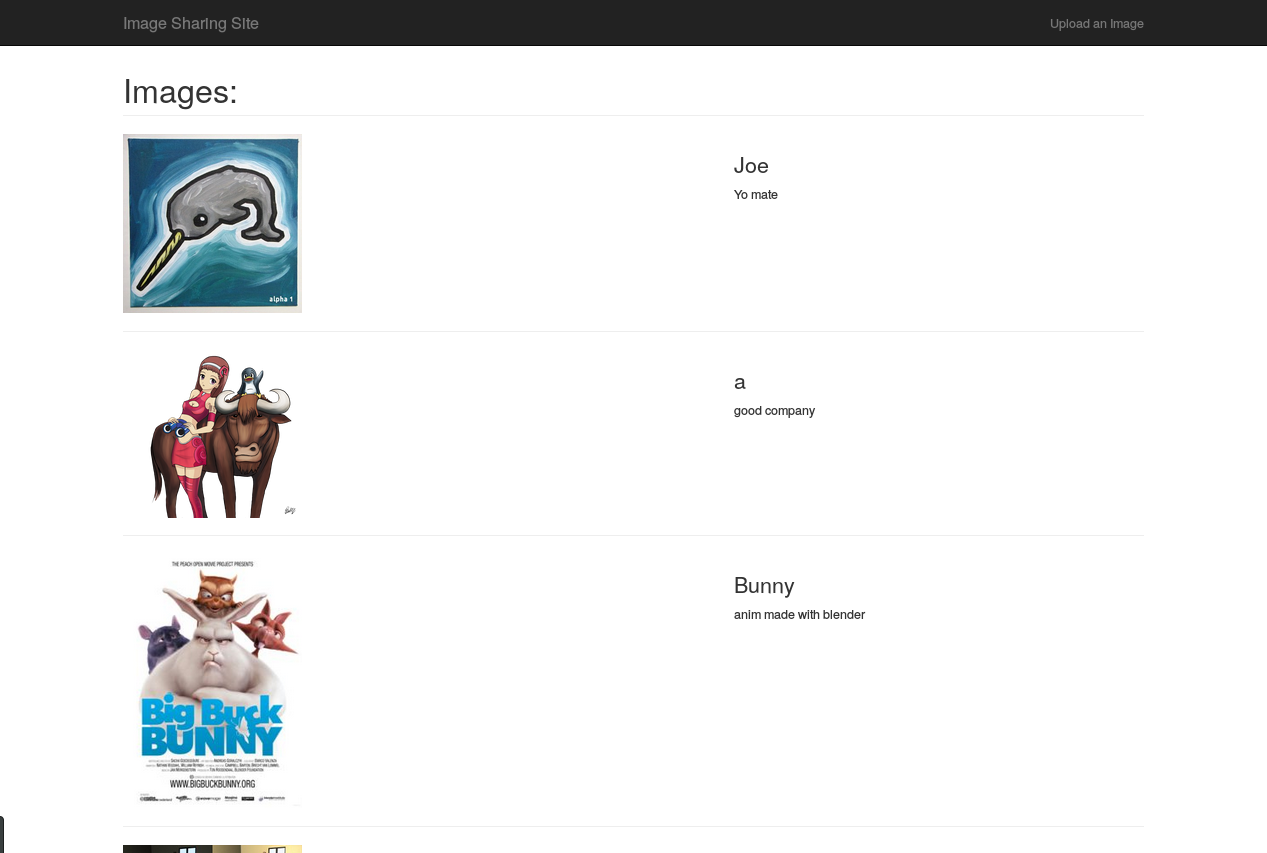 Image Sharing Site
Upload an Image
Images:
Joe
Yo mate
alpha 1
a
good company
Bunny
anim made with blender
THE PEACH OPEN MOVIE PROJECT PRESENTS
Big Buck
BUNNY
WWW.BIGBUCKBUNNY.ORG